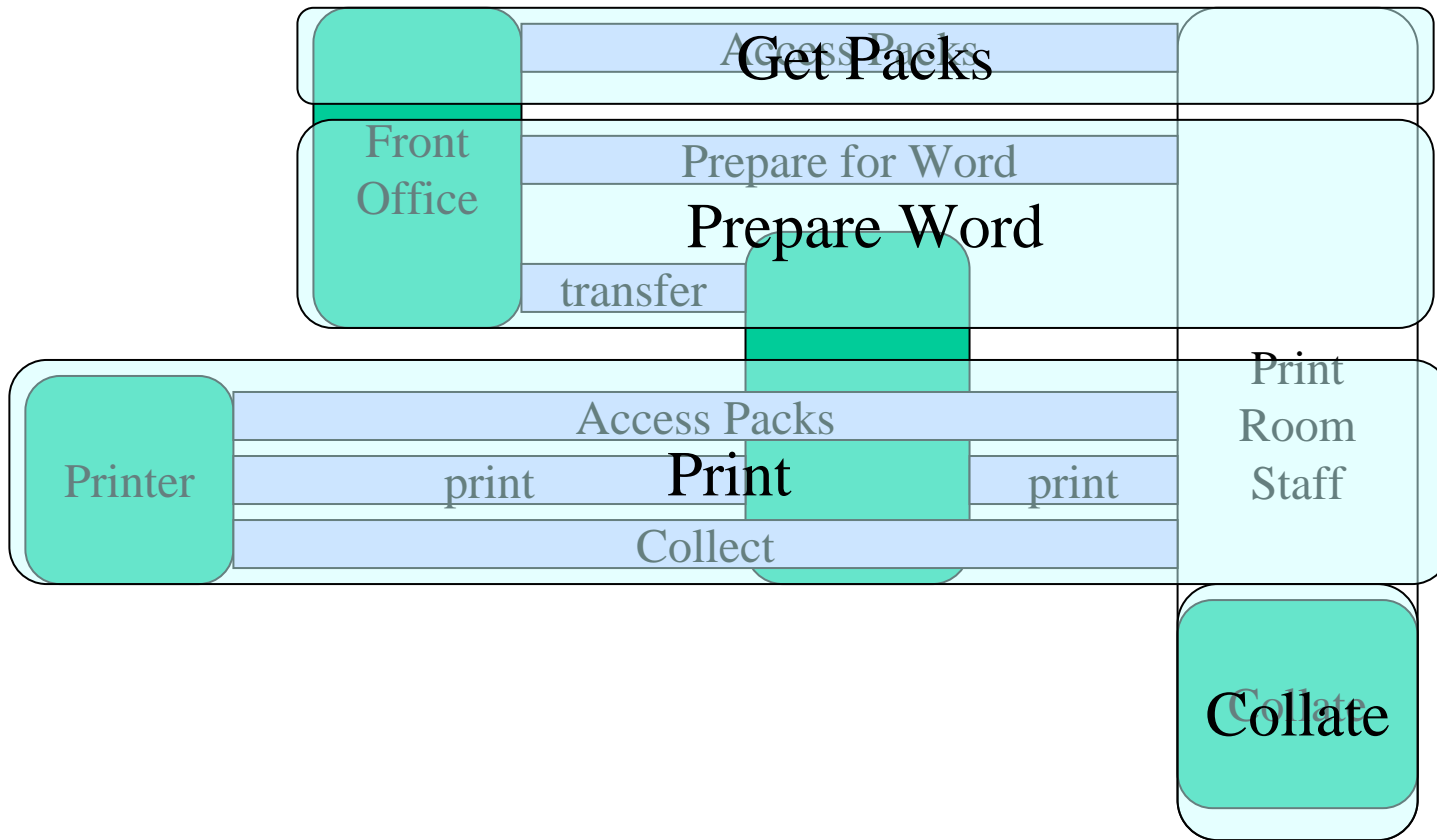 Access Packs
Get Packs
Front
Office
Prepare for Word
Prepare Word
transfer
Print
Room
Staff
Access Packs
Printer
print
Print
print
Collect
Collate
Collate